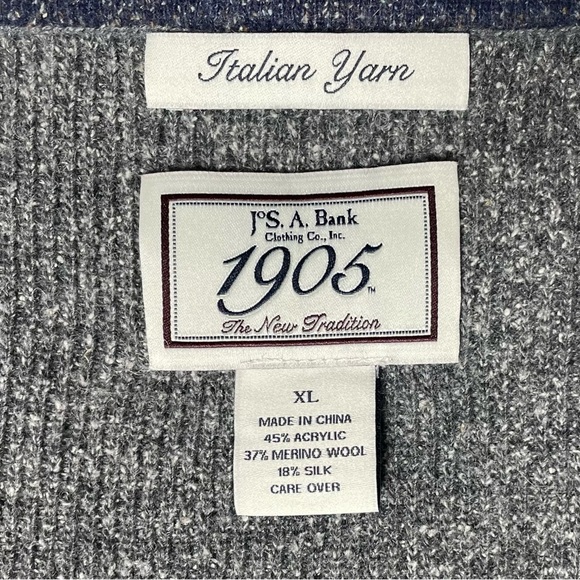 Italian Yarn
JoS. A. Bank
Clothing Co., Inc.
1905™
The New Tradition
XL
MADE IN CHINA
45% ACRYLIC
37% MERINO WOOL
18% SILK
CARE OVER